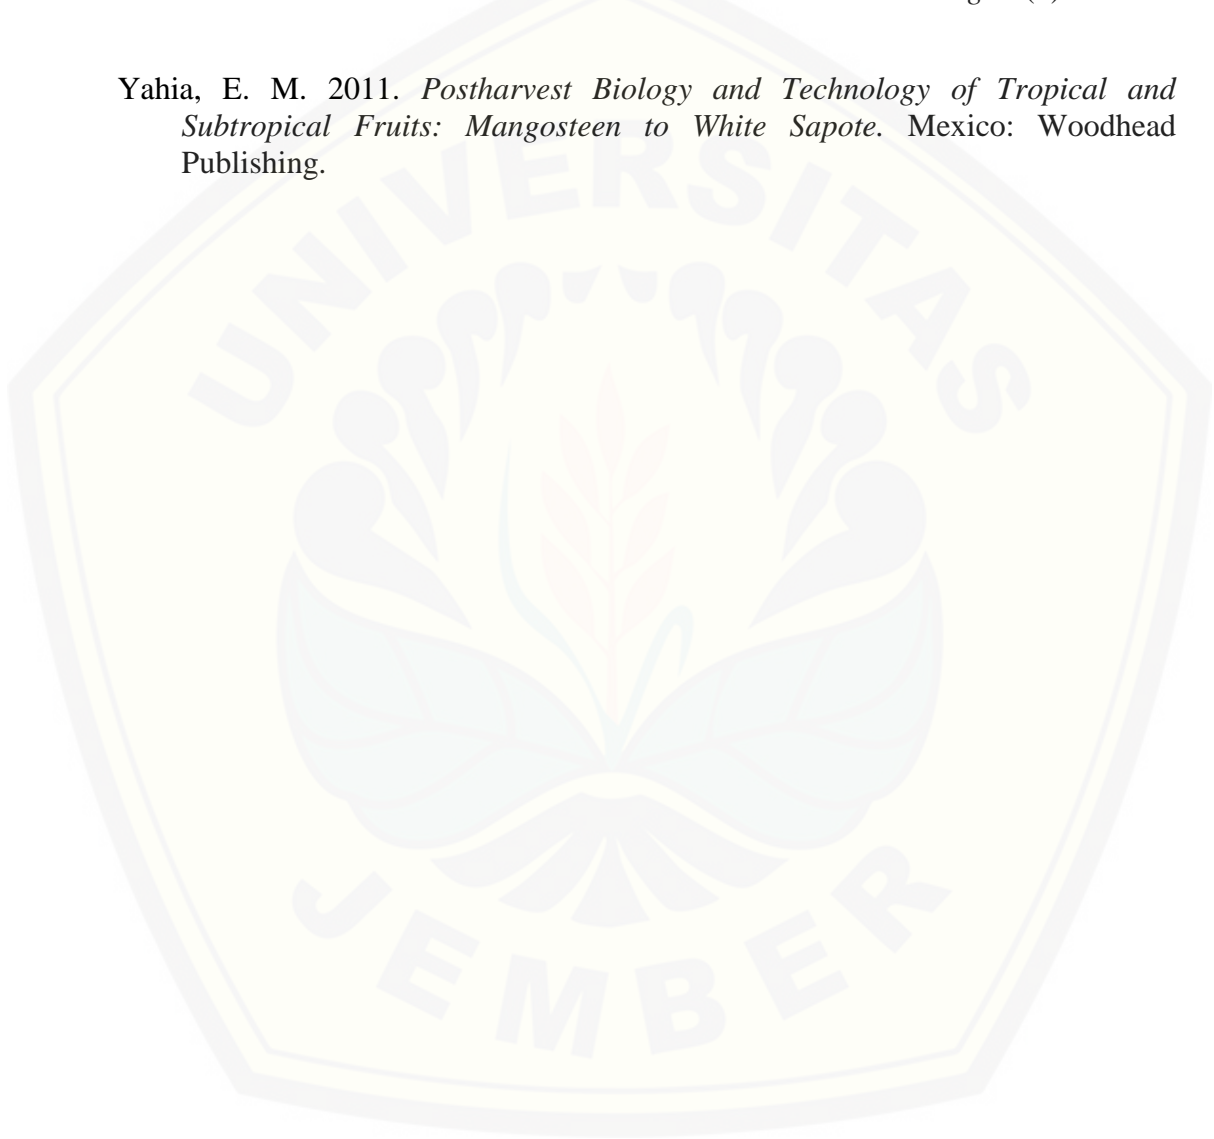 Yahia, E. M. 2011. Postharvest Biology and Technology of Tropical and
Subtropical Fruits: Mangosteen to White Sapote. Mexico: Woodhead
Publishing.
UNIVERSITAS
JEMBER